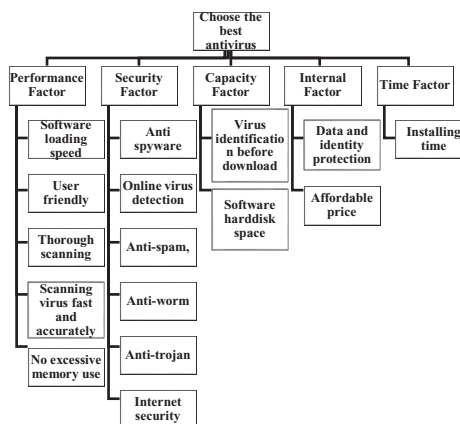 Choose the
best
antivirus
Performance
Factor
Security
Factor
Capacity
Factor
Internal
Factor
Time Factor
Software
loading
speed
User
friendly
Thorough
scanning
Scanning
virus fast
and
accurately
No excessive
memory use
Anti
spyware
Online virus
detection
Anti-spam,
Anti-worm
Anti-trojan
Internet
security
Virus
identificatio
n before
download
Software
harddisk
space
Data and
identity
protection
Affordable
price
Installing
time